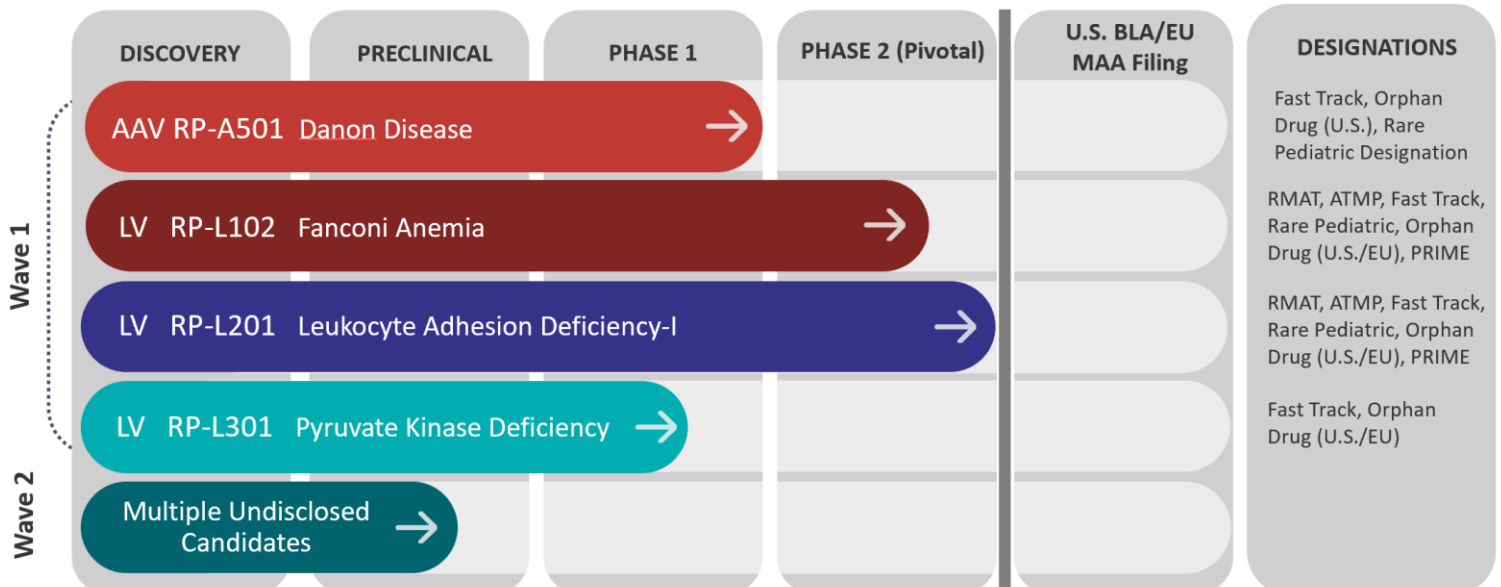 DISCOVERY
PRECLINICAL
PHASE 1
PHASE 2 (Pivotal)
U.S. BLA/EU
MAA Filing
DESIGNATIONS
Wave 1
AAV RP-A501 Danon Disease
Fast Track, Orphan
Drug (U.S.), Rare
Pediatric Designation
LV RP-L102 Fanconi Anemia
RMAT, ATMP, Fast Track,
Rare Pediatric, Orphan
Drug (U.S./EU), PRIME
LV RP-L201 Leukocyte Adhesion Deficiency-I
RMAT, ATMP, Fast Track,
Rare Pediatric, Orphan
Drug (U.S./EU), PRIME
LV RP-L301 Pyruvate Kinase Deficiency
Fast Track, Orphan
Drug (U.S./EU)
Wave 2
Multiple Undisclosed
Candidates